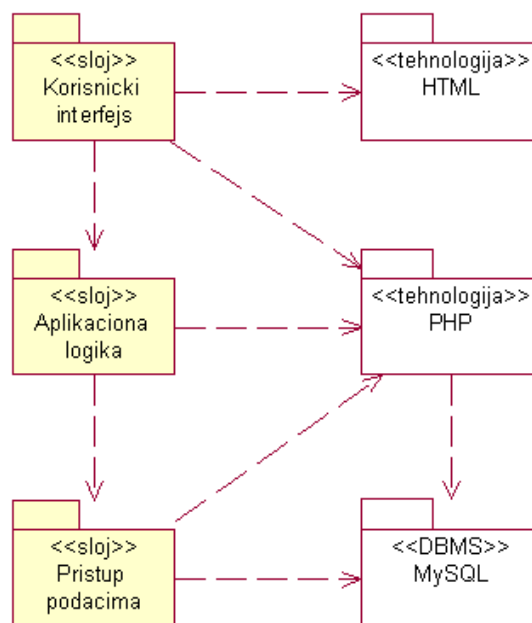 <<sloj>>
Korisnicki
interfejs
<<tehnologija>>
HTML
<<sloj>>
Aplikaciona
logika
<<tehnologija>>
PHP
<<sloj>>
Pristup
podacima
<<DBMS>>
MySQL